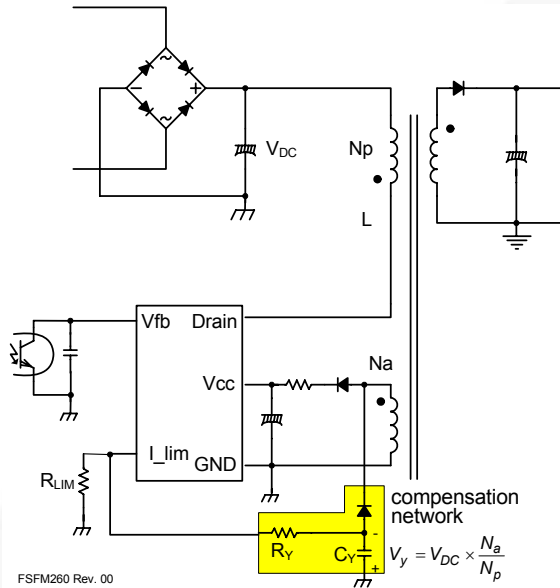 ~
− +
~
V_DC
Np
L
Vfb Drain
Na
Vcc
I_lim GND
R_LIM
compensation
network
R_Y
C_Y
-
+
V_y = V_DC × N_a / N_p
FSFM260 Rev. 00